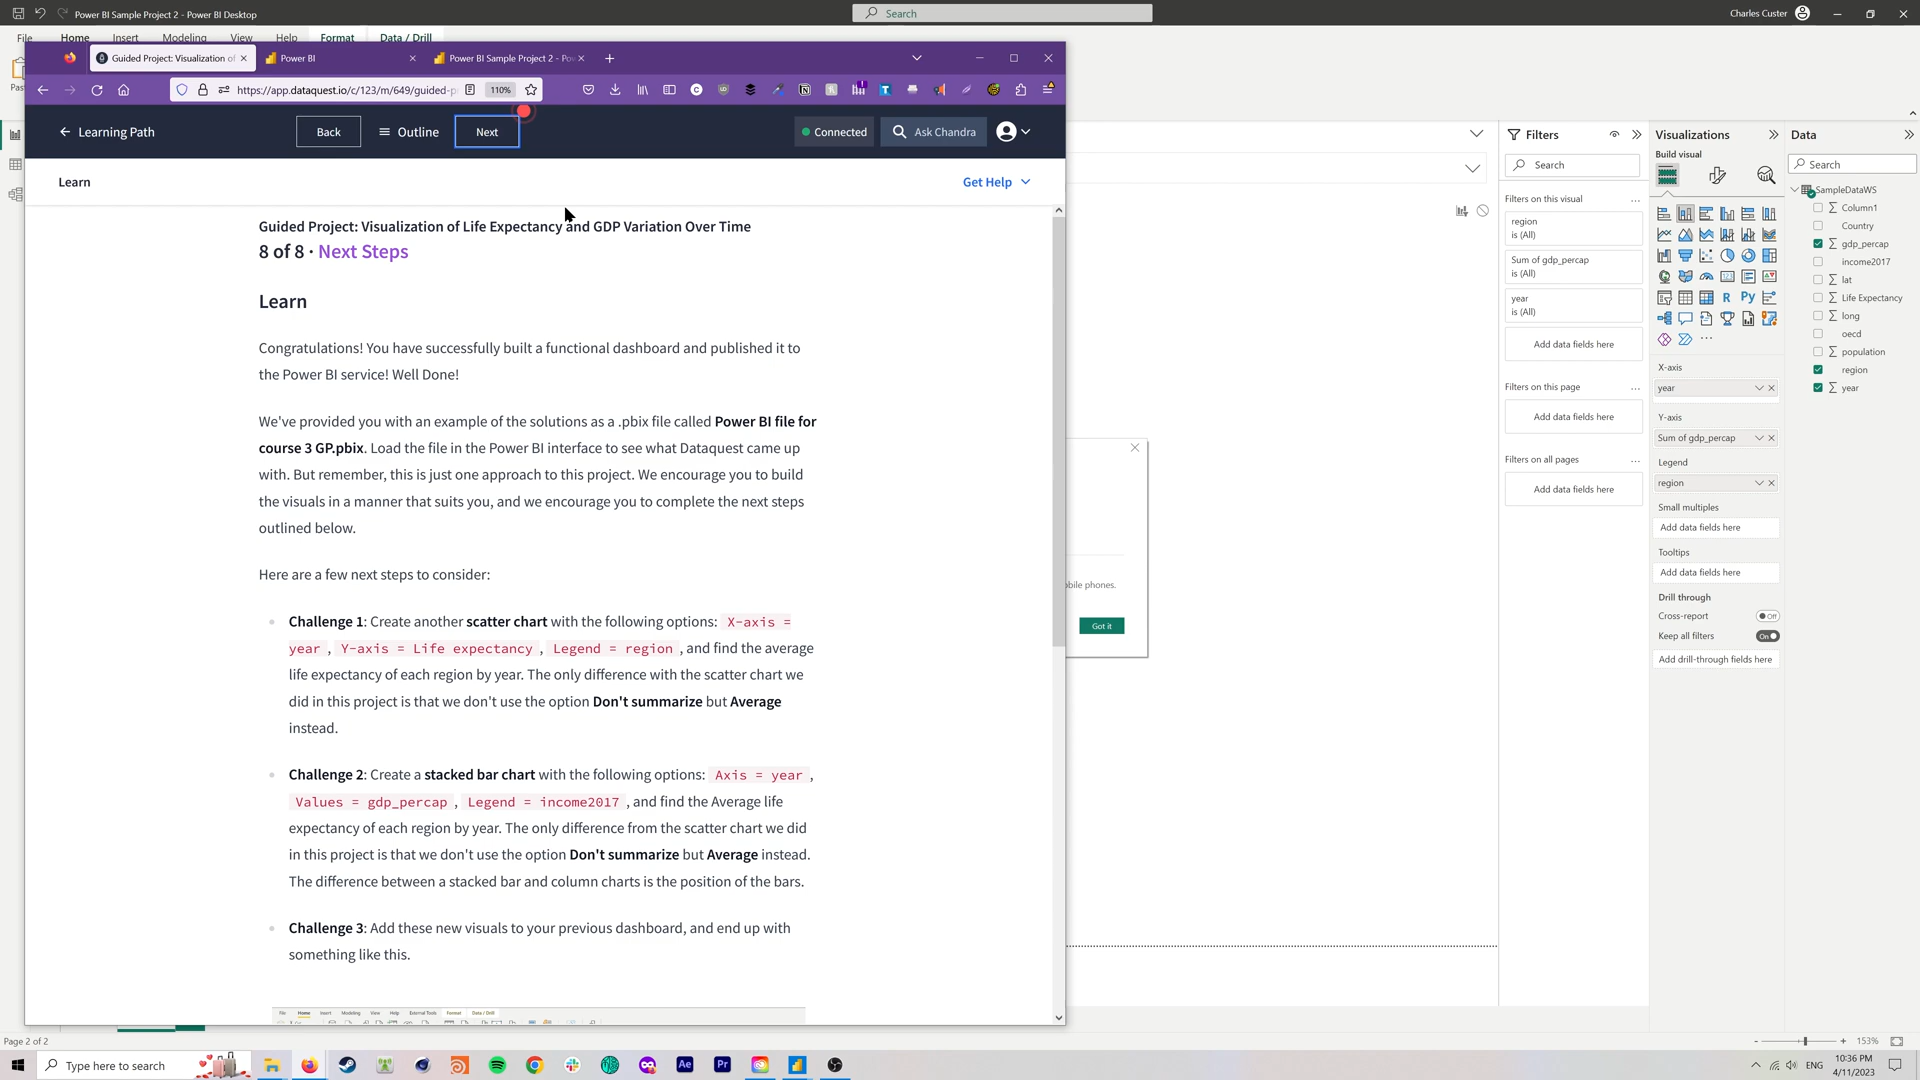 Power BI Sample Project 2 - Power BI Desktop
Search
Charles Custer
File
Home
Insert
Modeling
View
Help
Format
Data / Drill
Guided Project: Visualization of
Power BI
Power BI Sample Project 2 - Pow
https://app.dataquest.io/c/123/m/649/guided-p
110%
Learning Path
Back
Outline
Next
Connected
Ask Chandra
Learn
Get Help
Guided Project: Visualization of Life Expectancy and GDP Variation Over Time
8 of 8 · Next Steps
Learn
Congratulations! You have successfully built a functional dashboard and published it to
the Power BI service! Well Done!
We've provided you with an example of the solutions as a .pbix file called Power BI file for
course 3 GP.pbix. Load the file in the Power BI interface to see what Dataquest came up
with. But remember, this is just one approach to this project. We encourage you to build
the visuals in a manner that suits you, and we encourage you to complete the next steps
outlined below.
Here are a few next steps to consider:
Challenge 1: Create another scatter chart with the following options: X-axis =
year , Y-axis = Life expectancy , Legend = region , and find the average
life expectancy of each region by year. The only difference with the scatter chart we
did in this project is that we don't use the option Don't summarize but Average
instead.
Challenge 2: Create a stacked bar chart with the following options: Axis = year ,
Values = gdp_percap , Legend = income2017 , and find the Average life
expectancy of each region by year. The only difference from the scatter chart we did
in this project is that we don't use the option Don't summarize but Average instead.
The difference between a stacked bar and column charts is the position of the bars.
Challenge 3: Add these new visuals to your previous dashboard, and end up with
something like this.
File Home Insert Modeling View Help External Tools Format Data / Drill
obile phones.
Got it
Filters
Search
Filters on this visual
region
is (All)
Sum of gdp_percap
is (All)
year
is (All)
Add data fields here
Filters on this page
Add data fields here
Filters on all pages
Add data fields here
Visualizations
Build visual
R
Py
X-axis
year
Y-axis
Sum of gdp_percap
Legend
region
Small multiples
Add data fields here
Tooltips
Add data fields here
Drill through
Cross-report
Off
Keep all filters
On
Add drill-through fields here
Data
Search
SampleDataWS
Column1
Country
gdp_percap
income2017
lat
Life Expectancy
long
oecd
population
region
year
Page 2 of 2
153%
Type here to search
Ae
Pr
ENG
10:36 PM
4/11/2023